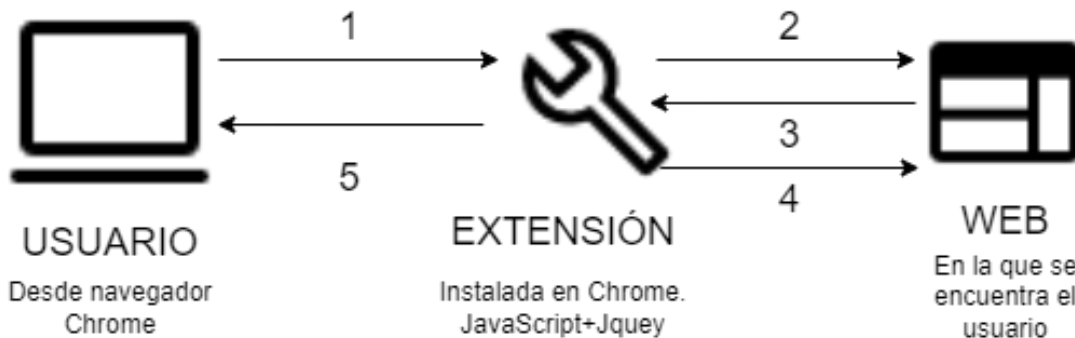 1
2
3
5
4
USUARIO
Desde navegador
Chrome
EXTENSIÓN
Instalada en Chrome.
JavaScript+Jquey
WEB
En la que se
encuentra el
usuario